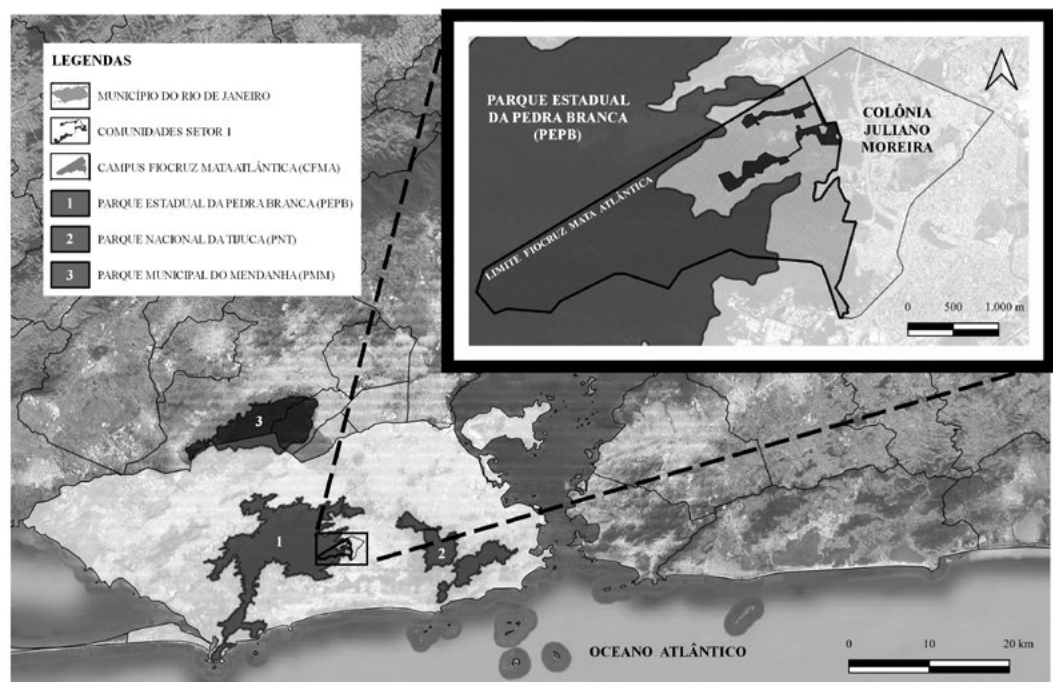 LEGENDAS
MUNICÍPIO DO RIO DE JANEIRO
COMUNIDADES SETOR 1
CAMPUS FIOCRUZ MATA ATLÂNTICA (CFMA)
1 PARQUE ESTADUAL DA PEDRA BRANCA (PEPB)
2 PARQUE NACIONAL DA TIJUCA (PNT)
3 PARQUE MUNICIPAL DO MENDANHA (PMM)
PARQUE ESTADUAL
DA PEDRA BRANCA
(PEPB)
COLÔNIA
JULIANO
MOREIRA
LIMITE FIOCRUZ MATA ATLÂNTICA
0 500 1.000 m
3
1
2
OCEANO ATLÂNTICO
0 10 20 km